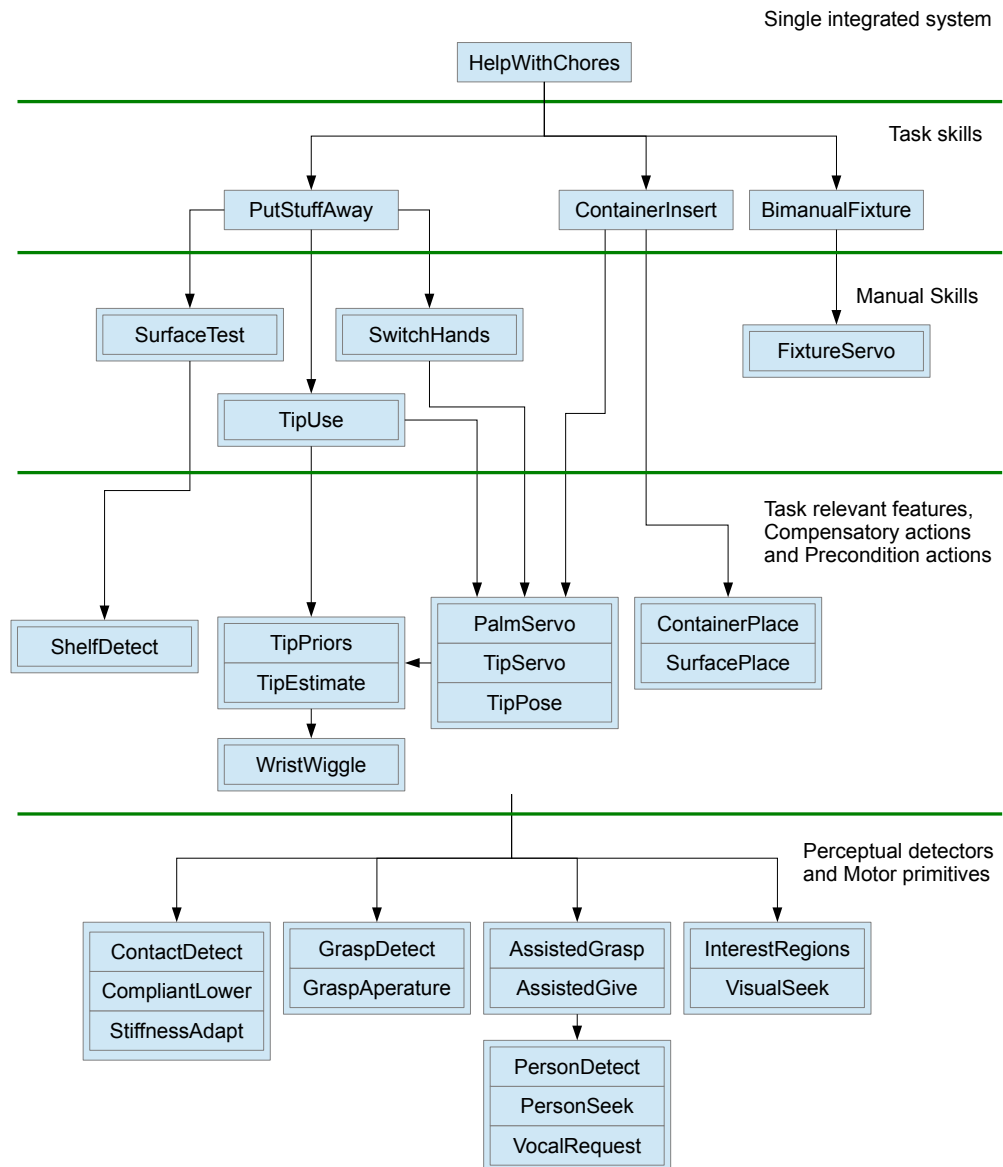 Single integrated system
HelpWithChores
Task skills
PutStuffAway
ContainerInsert
BimanualFixture
Manual Skills
SurfaceTest
SwitchHands
FixtureServo
TipUse
Task relevant features,
Compensatory actions
and Precondition actions
ShelfDetect
TipPriors
TipEstimate
PalmServo
TipServo
TipPose
ContainerPlace
SurfacePlace
WristWiggle
Perceptual detectors
and Motor primitives
ContactDetect
CompliantLower
StiffnessAdapt
GraspDetect
GraspAperature
AssistedGrasp
AssistedGive
InterestRegions
VisualSeek
PersonDetect
PersonSeek
VocalRequest